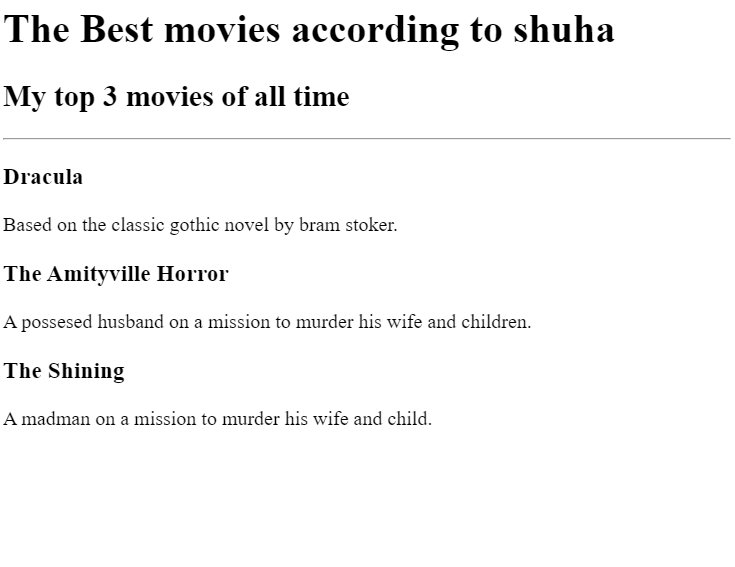 The Best movies according to shuha
My top 3 movies of all time
Dracula
Based on the classic gothic novel by bram stoker.
The Amityville Horror
A possesed husband on a mission to murder his wife and children.
The Shining
A madman on a mission to murder his wife and child.